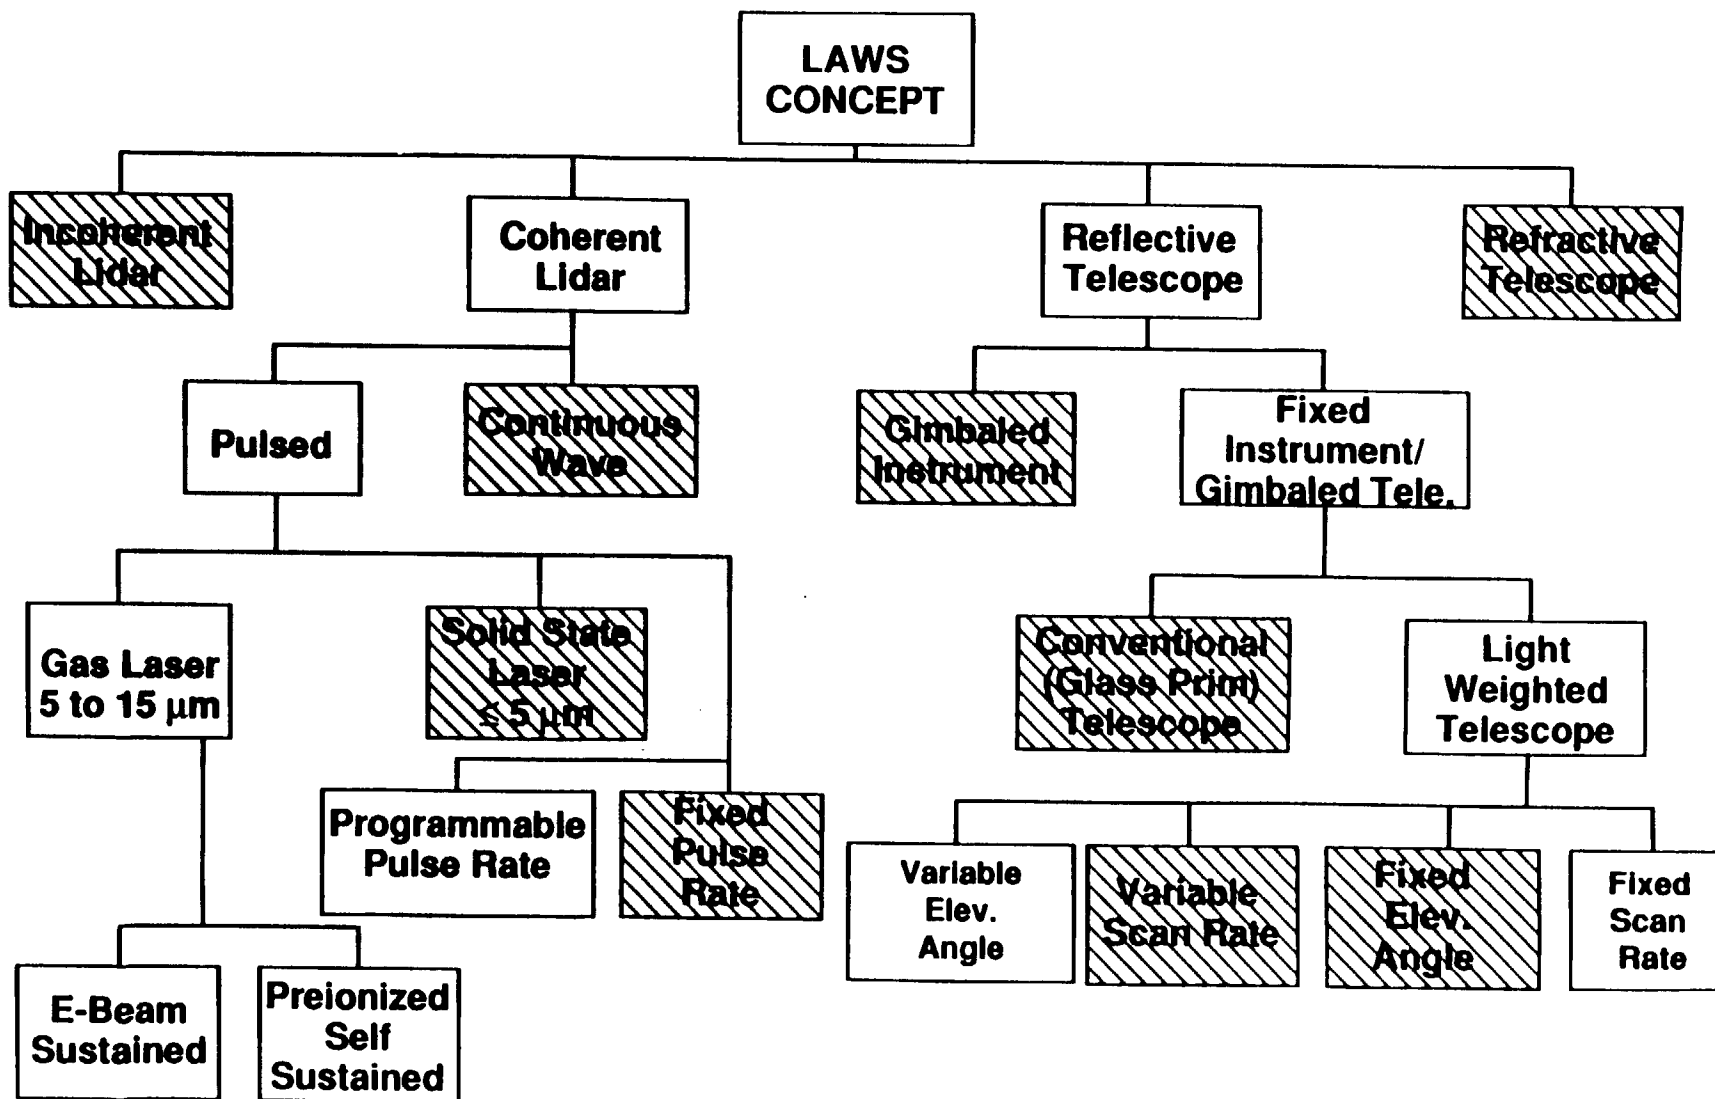 LAWS
CONCEPT
Incoherent
Lidar
Coherent
Lidar
Reflective
Telescope
Refractive
Telescope
Pulsed
Continuous
Wave
Gimbaled
Instrument
Fixed
Instrument/
Gimbaled Tele.
Gas Laser
5 to 15 μm
Solid State
Laser
≤ 5 μm
Conventional
(Glass Prim)
Telescope
Light
Weighted
Telescope
Programmable
Pulse Rate
Fixed
Pulse
Rate
Variable
Elev.
Angle
Variable
Scan Rate
Fixed
Elev.
Angle
Fixed
Scan
Rate
E-Beam
Sustained
Preionized
Self
Sustained